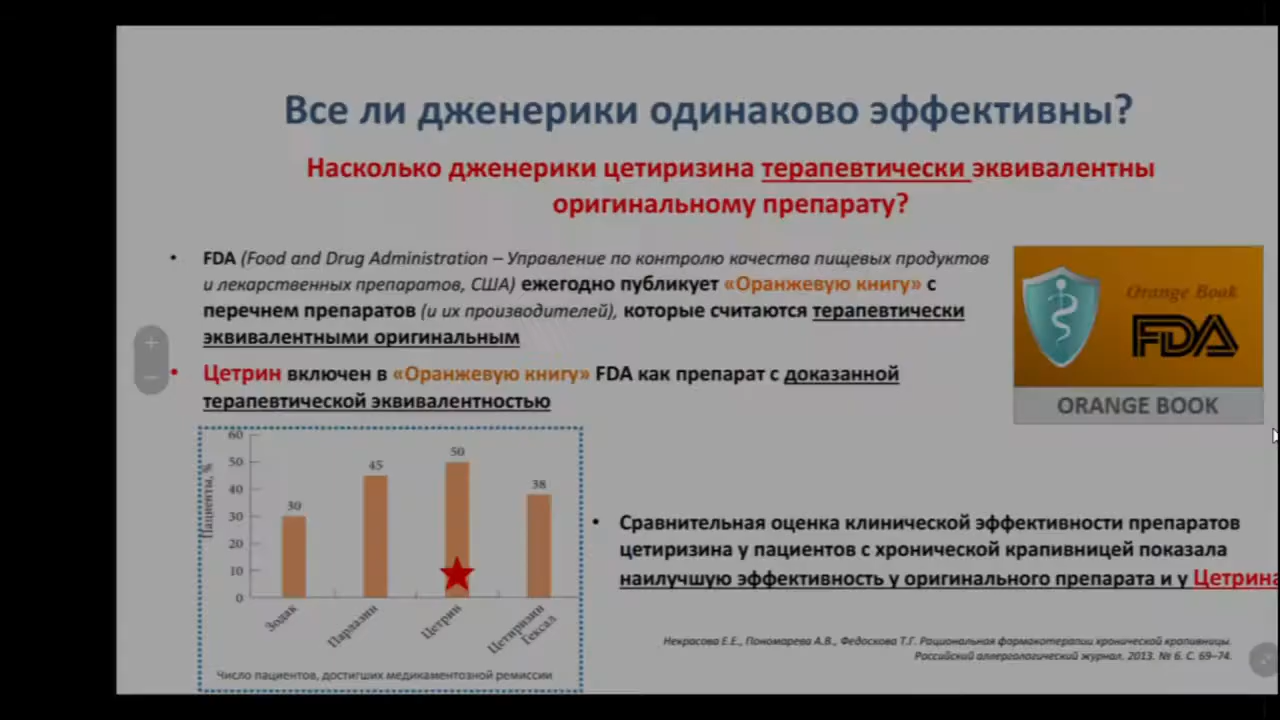 Все ли дженерики одинаково эффективны?
Насколько дженерики цетиризина терапевтически эквивалентны
оригинальному препарату?
• FDA (Food and Drug Administration – Управление по контролю качества пищевых продуктов
и лекарственных препаратов, США) ежегодно публикует «Оранжевую книгу» с
перечнем препаратов (и их производителей), которые считаются терапевтически
эквивалентными оригинальным
• Цетрин включен в «Оранжевую книгу» FDA как препарат с доказанной
терапевтической эквивалентностью
Orange Book
FDA
ORANGE BOOK
Пациенты, %
60
50
40
30
20
10
0
30
45
50
38
Зодак
Парлазин
Цетрин
Цетиризин
Гексал
Число пациентов, достигших медикаментозной ремиссии
• Сравнительная оценка клинической эффективности препаратов
цетиризина у пациентов с хронической крапивницей показала
наилучшую эффективность у оригинального препарата и у Цетрина
Некрасова Е.Е., Пономарева А.В., Федоскова Т.Г. Рациональная фармакотерапии хронической крапивницы.
Российский аллергологический журнал, 2013. № 6. С. 69–74.